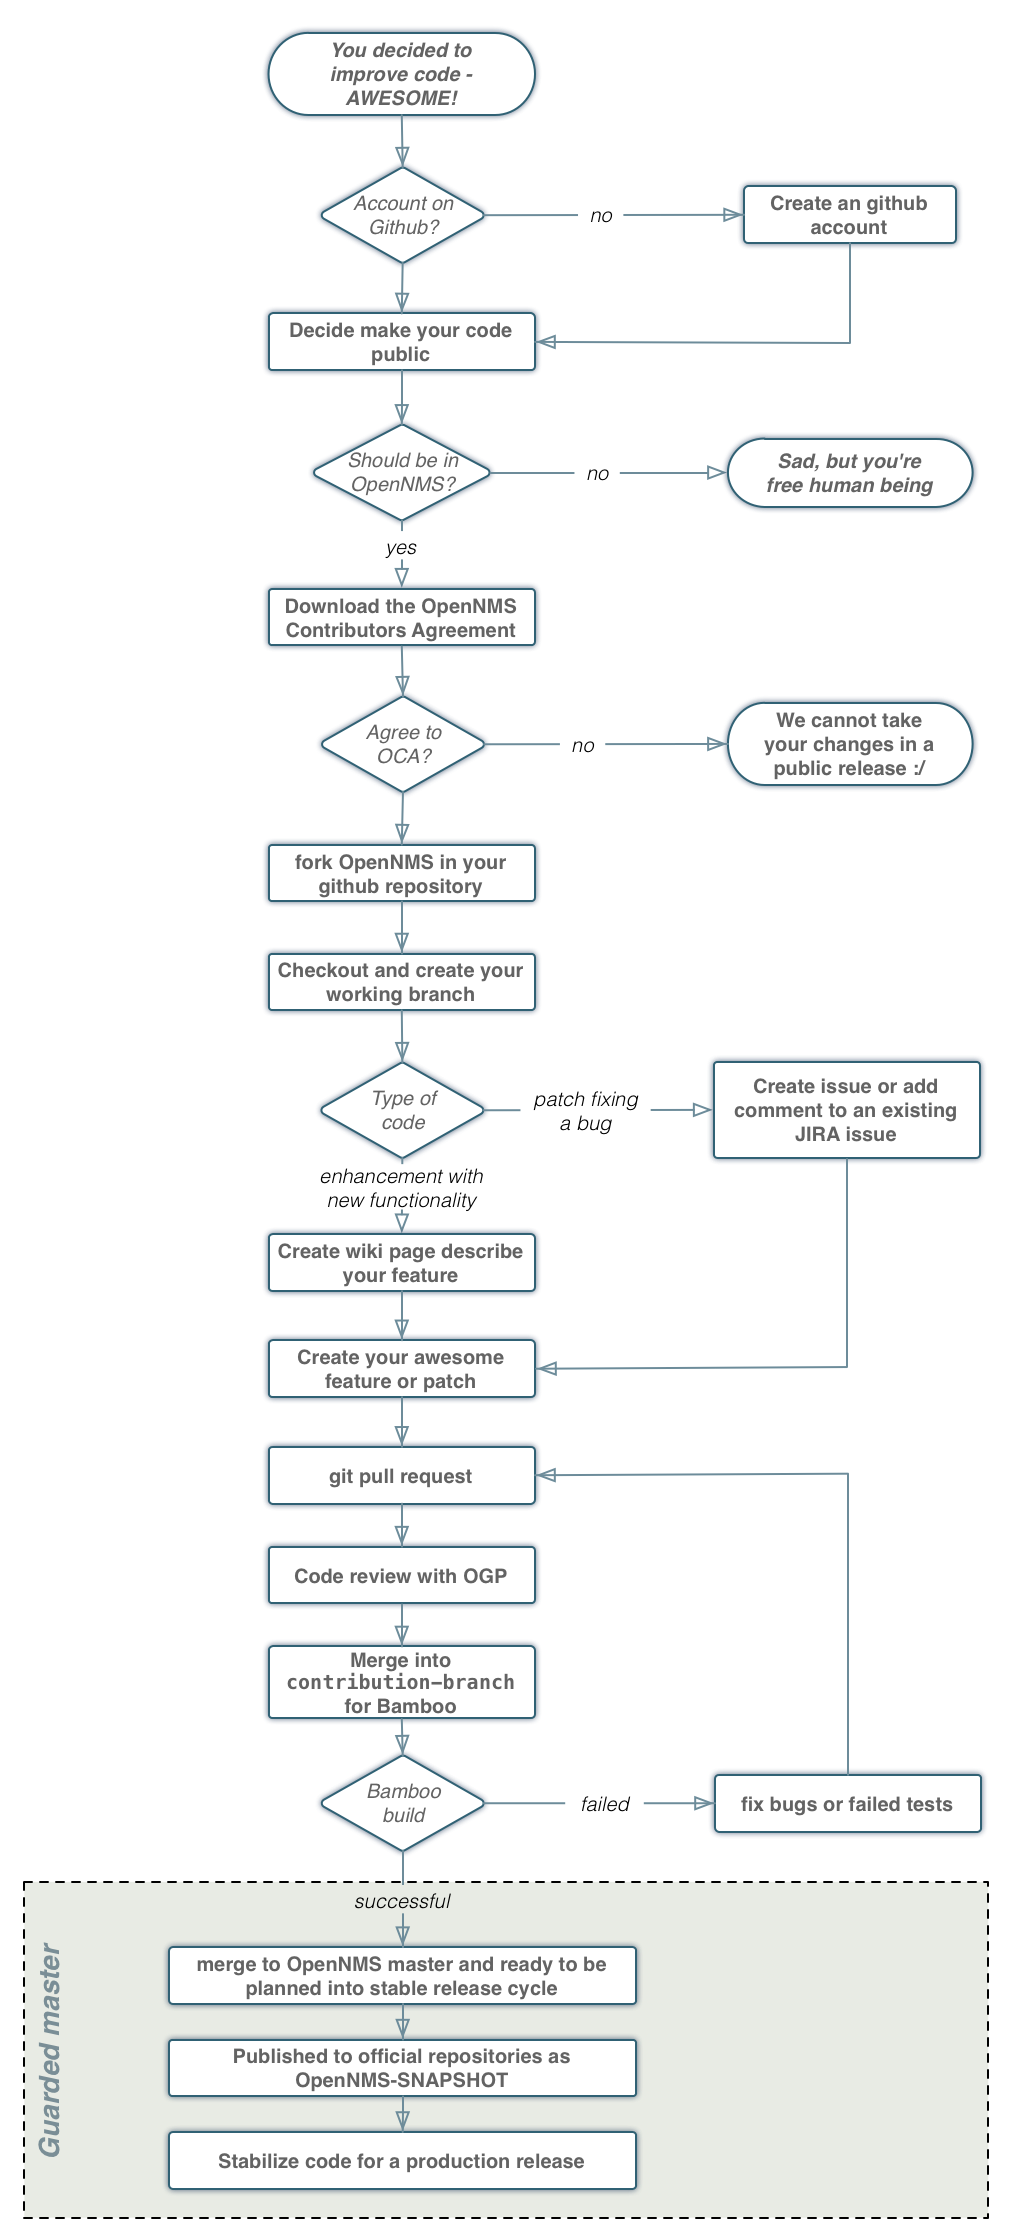 You decided to
improve code -
AWESOME!
Account on
Github?
no
Create an github
account
Decide make your code
public
Should be in
OpenNMS?
no
Sad, but you're
free human being
yes
Download the OpenNMS
Contributors Agreement
Agree to
OCA?
no
We cannot take
your changes in a
public release :/
fork OpenNMS in your
github repository
Checkout and create your
working branch
Type of
code
patch fixing
a bug
Create issue or add
comment to an existing
JIRA issue
enhancement with
new functionality
Create wiki page describe
your feature
Create your awesome
feature or patch
git pull request
Code review with OGP
Merge into
contribution-branch
for Bamboo
Bamboo
build
failed
fix bugs or failed tests
successful
Guarded master
merge to OpenNMS master and ready to be
planned into stable release cycle
Published to official repositories as
OpenNMS-SNAPSHOT
Stabilize code for a production release